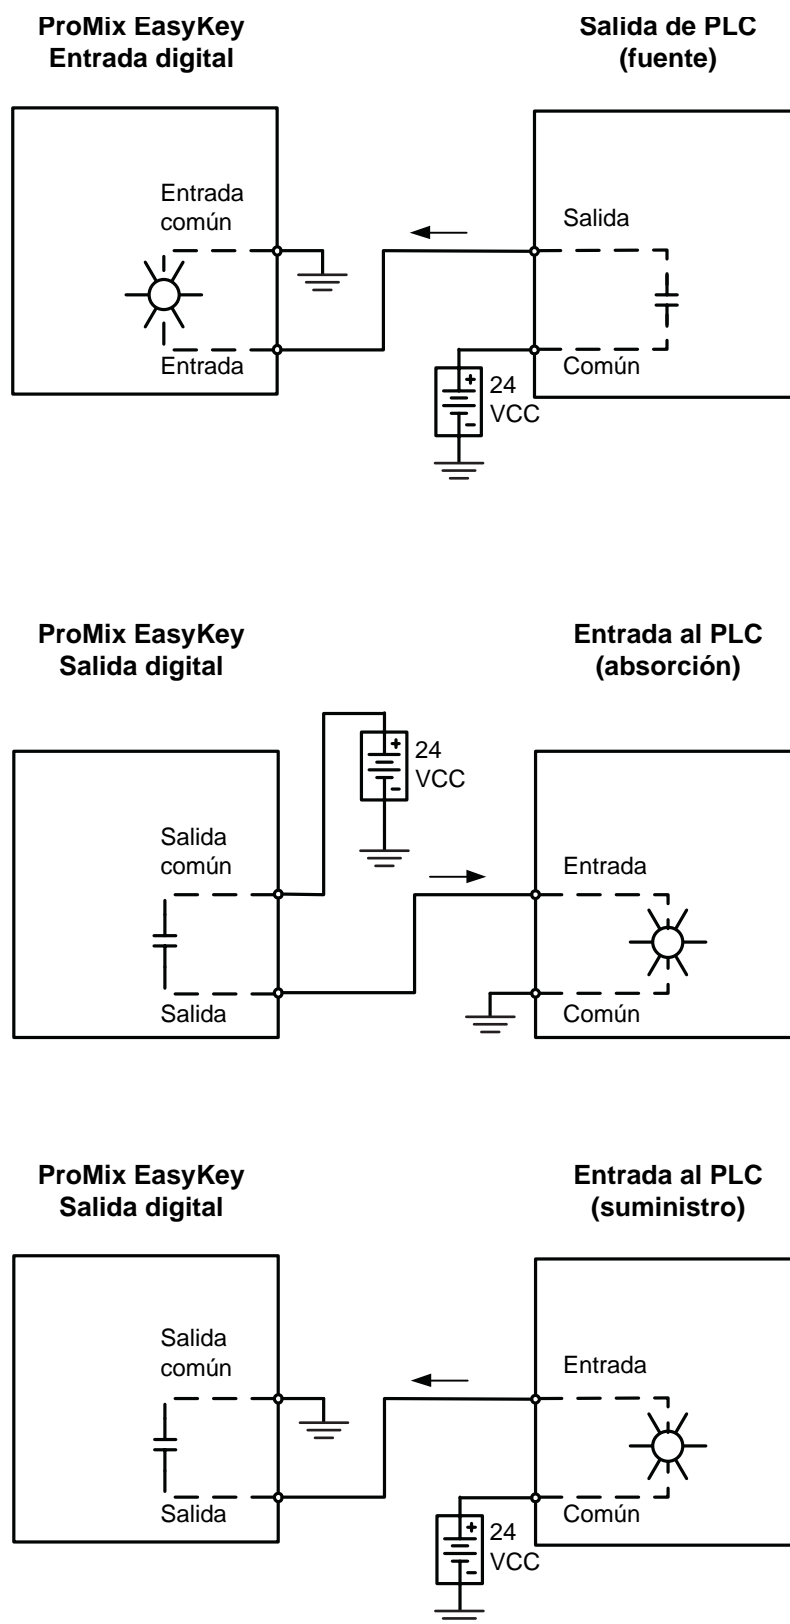 ProMix EasyKey
Entrada digital
Salida de PLC
(fuente)
Entrada
común
Entrada
Salida
Común
+
-
24
VCC
ProMix EasyKey
Salida digital
Entrada al PLC
(absorción)
+
-
24
VCC
Salida
común
Salida
Entrada
Común
ProMix EasyKey
Salida digital
Entrada al PLC
(suministro)
Salida
común
Salida
Entrada
Común
+
-
24
VCC